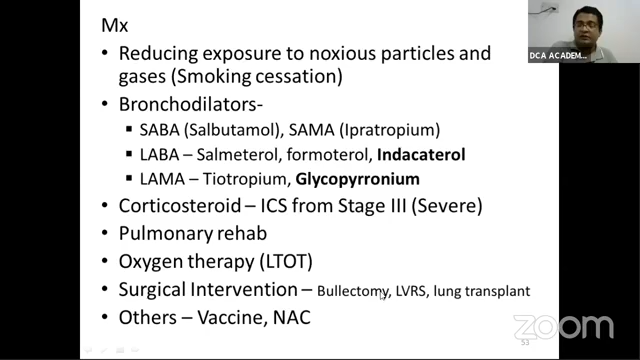 Mx
• Reducing exposure to noxious particles and
gases (Smoking cessation)
• Bronchodilators-
▪ SABA (Salbutamol), SAMA (Ipratropium)
▪ LABA – Salmeterol, formoterol, Indacaterol
▪ LAMA – Tiotropium, Glycopyrronium
• Corticosteroid – ICS from Stage III (Severe)
• Pulmonary rehab
• Oxygen therapy (LTOT)
• Surgical Intervention – Bullectomy, LVRS, lung transplant
• Others – Vaccine, NAC
DCA ACADEM...
zoom
53